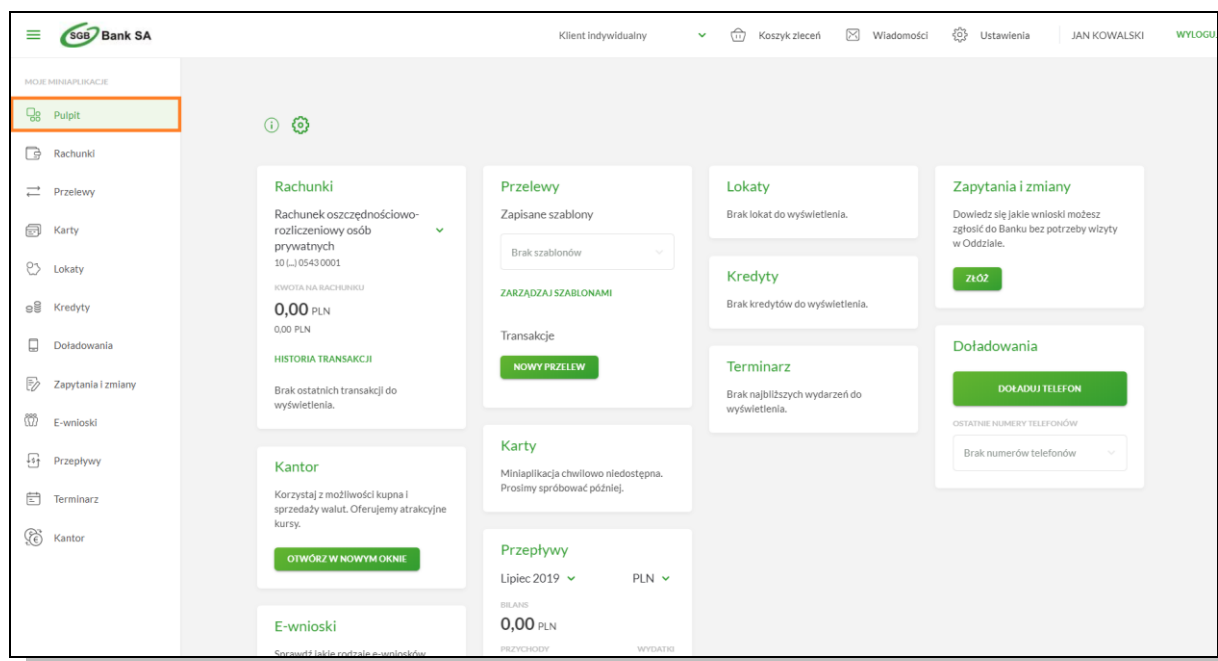 SGB Bank SA
Klient indywidualny
Koszyk zleceń
Wiadomości
Ustawienia
JAN KOWALSKI
WYLOGU
MOJE MINIAPLIKACJE
Pulpit
Rachunki
Przelewy
Karty
Lokaty
Kredyty
Doładowania
Zapytania i zmiany
E-wnioski
Przepływy
Terminarz
Kantor
Rachunki
Rachunek oszczędnościowo-
rozliczeniowy osób
prywatnych
10 (...) 0543 0001
KWOTA NA RACHUNKU
0,00 PLN
0,00 PLN
HISTORIA TRANSAKCJI
Brak ostatnich transakcji do
wyświetlenia.
Kantor
Korzystaj z możliwości kupna i
sprzedaży walut. Oferujemy atrakcyjne
kursy.
OTWÓRZ W NOWYM OKNIE
E-wnioski
Sprawdź jakie rodzaje e-wniosków
Przelewy
Zapisane szablony
Brak szablonów
ZARZĄDZAJ SZABLONAMI
Transakcje
NOWY PRZELEW
Karty
Miniaplikacja chwilowo niedostępna.
Prosimy spróbować później.
Przepływy
Lipiec 2019
PLN
BILANS
0,00 PLN
PRZYCHODY
WYDATKI
Lokaty
Brak lokat do wyświetlenia.
Kredyty
Brak kredytów do wyświetlenia.
Terminarz
Brak najbliższych wydarzeń do
wyświetlenia.
Zapytania i zmiany
Dowiedz się jakie wnioski możesz
zgłosić do Banku bez potrzeby wizyty
w Oddziale.
ZŁÓŻ
Doładowania
DOŁADUJ TELEFON
OSTATNIE NUMERY TELEFONÓW
Brak numerów telefonów